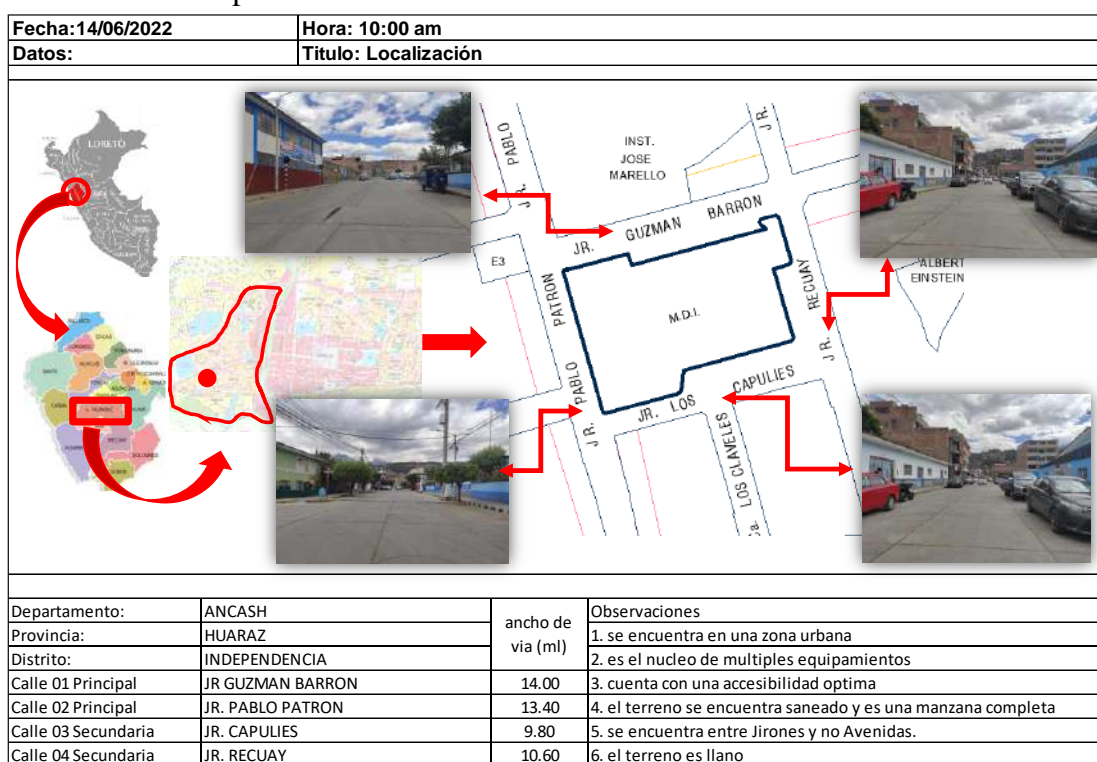 Fecha:14/06/2022 Hora: 10:00 am
Datos: Titulo: Localización
LORETO
JR. PABLO
INST.
JOSE
MARELLO
JR.
JR. GUZMAN BARRON
E3
PATRON
M.D.I.
RECUAY
ALBERT
EINSTEIN
JR. PABLO
JR.
JR. LOS CAPULIES
Ca. LOS CLAVELES
Departamento: ANCASH ancho de via (ml) Observaciones
Provincia: HUARAZ 1. se encuentra en una zona urbana
Distrito: INDEPENDENCIA 2. es el nucleo de multiples equipamientos
Calle 01 Principal JR GUZMAN BARRON 14.00 3. cuenta con una accesibilidad optima
Calle 02 Principal JR. PABLO PATRON 13.40 4. el terreno se encuentra saneado y es una manzana completa
Calle 03 Secundaria JR. CAPULIES 9.80 5. se encuentra entre Jirones y no Avenidas.
Calle 04 Secundaria JR. RECUAY 10.60 6. el terreno es llano